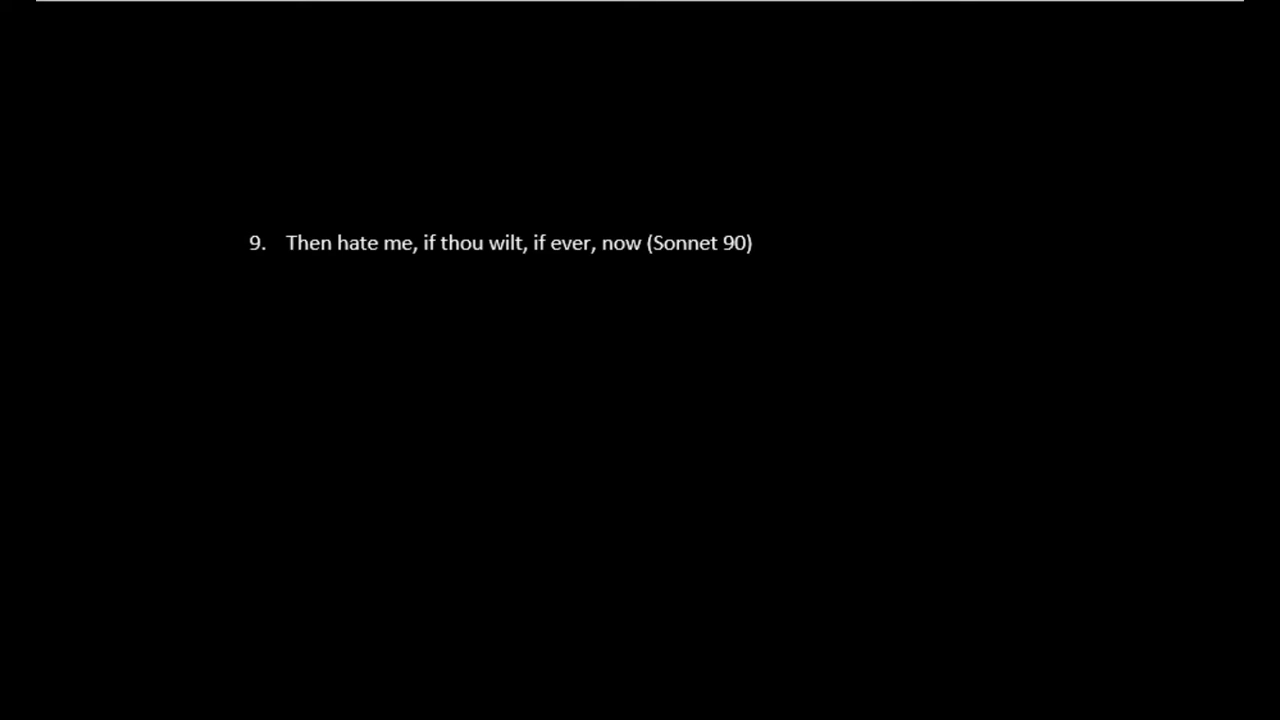 9. Then hate me, if thou wilt, if ever, now (Sonnet 90)